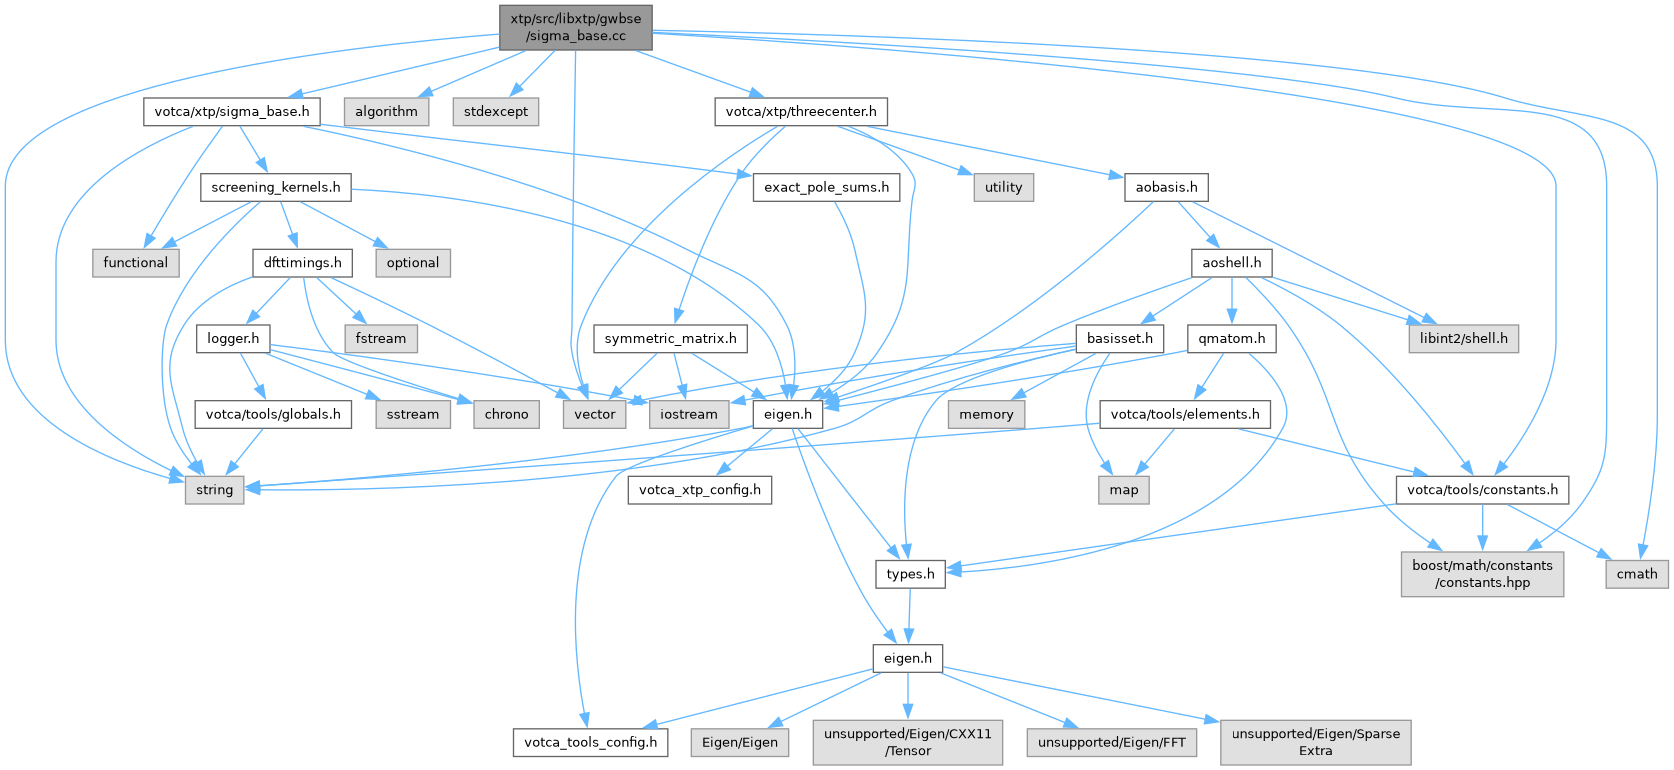 xtp/src/libxtp/gwbse
/sigma_base.cc
votca/xtp/sigma_base.h
algorithm
stdexcept
votca/xtp/threecenter.h
screening_kernels.h
exact_pole_sums.h
utility
aobasis.h
functional
dfttimings.h
optional
aoshell.h
logger.h
fstream
symmetric_matrix.h
basisset.h
qmatom.h
libint2/shell.h
votca/tools/globals.h
sstream
chrono
vector
iostream
eigen.h
memory
votca/tools/elements.h
string
votca_xtp_config.h
map
votca/tools/constants.h
types.h
boost/math/constants
/constants.hpp
cmath
eigen.h
votca_tools_config.h
Eigen/Eigen
unsupported/Eigen/CXX11
/Tensor
unsupported/Eigen/FFT
unsupported/Eigen/Sparse
Extra